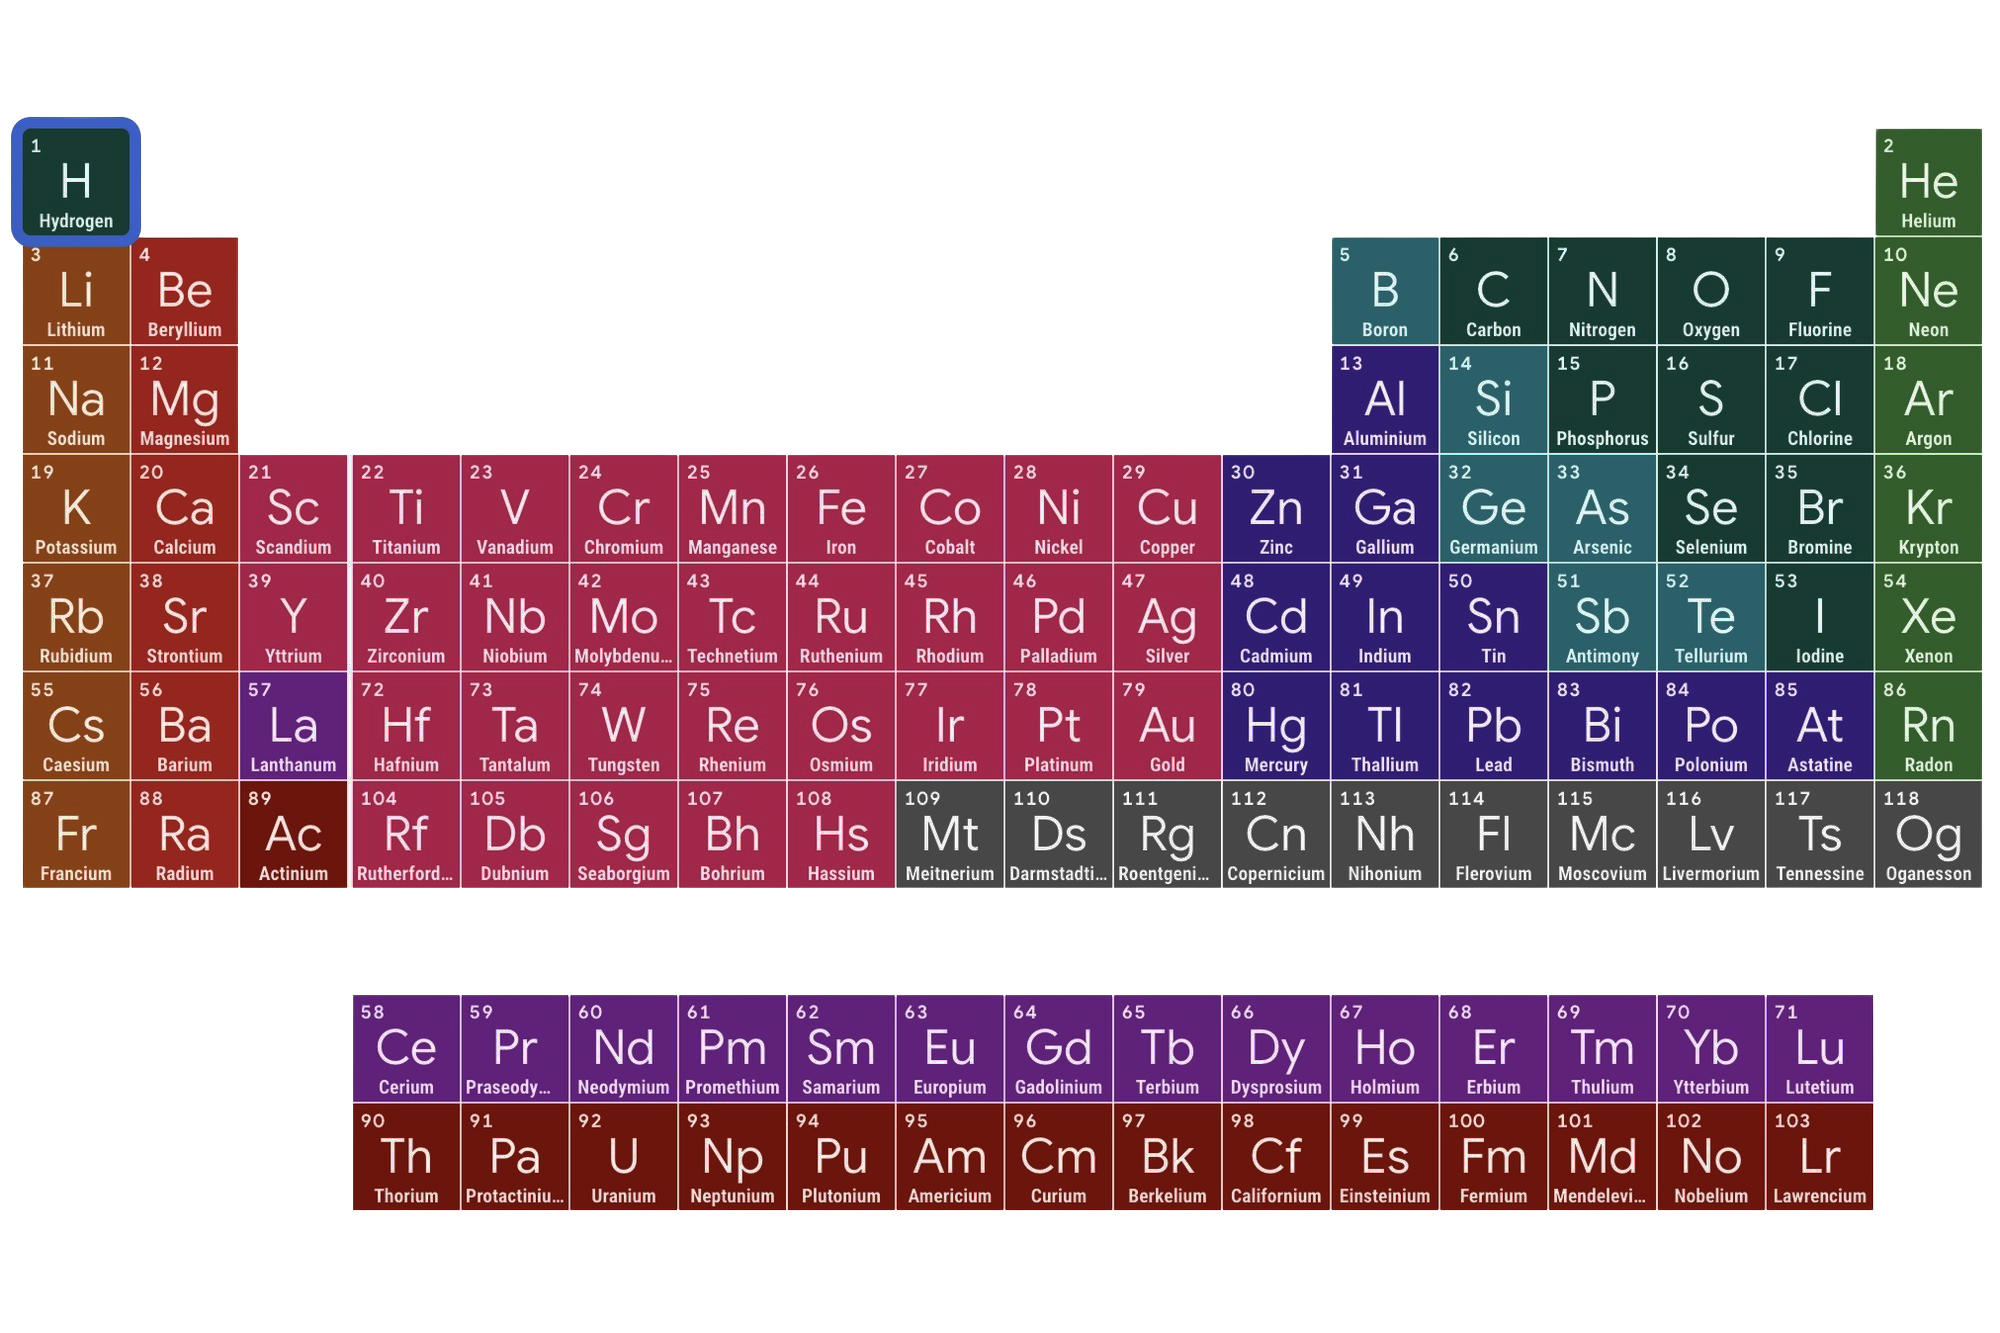 1 2
H He
Hydrogen Helium
3 4 5 6 7 8 9 10
Li Be B C N O F Ne
Lithium Beryllium Boron Carbon Nitrogen Oxygen Fluorine Neon
11 12 13 14 15 16 17 18
Na Mg Al Si P S Cl Ar
Sodium Magnesium Aluminium Silicon Phosphorus Sulfur Chlorine Argon
19 20 21 22 23 24 25 26 27 28 29 30 31 32 33 34 35 36
K Ca Sc Ti V Cr Mn Fe Co Ni Cu Zn Ga Ge As Se Br Kr
Potassium Calcium Scandium Titanium Vanadium Chromium Manganese Iron Cobalt Nickel Copper Zinc Gallium Germanium Arsenic Selenium Bromine Krypton
37 38 39 40 41 42 43 44 45 46 47 48 49 50 51 52 53 54
Rb Sr Y Zr Nb Mo Tc Ru Rh Pd Ag Cd In Sn Sb Te I Xe
Rubidium Strontium Yttrium Zirconium Niobium Molybdenu... Technetium Ruthenium Rhodium Palladium Silver Cadmium Indium Tin Antimony Tellurium Iodine Xenon
55 56 57 72 73 74 75 76 77 78 79 80 81 82 83 84 85 86
Cs Ba La Hf Ta W Re Os Ir Pt Au Hg Tl Pb Bi Po At Rn
Caesium Barium Lanthanum Hafnium Tantalum Tungsten Rhenium Osmium Iridium Platinum Gold Mercury Thallium Lead Bismuth Polonium Astatine Radon
87 88 89 104 105 106 107 108 109 110 111 112 113 114 115 116 117 118
Fr Ra Ac Rf Db Sg Bh Hs Mt Ds Rg Cn Nh Fl Mc Lv Ts Og
Francium Radium Actinium Rutherford... Dubnium Seaborgium Bohrium Hassium Meitnerium Darmstadti... Roentgeni... Copernicium Nihonium Flerovium Moscovium Livermorium Tennessine Oganesson
58 59 60 61 62 63 64 65 66 67 68 69 70 71
Ce Pr Nd Pm Sm Eu Gd Tb Dy Ho Er Tm Yb Lu
Cerium Praseody... Neodymium Promethium Samarium Europium Gadolinium Terbium Dysprosium Holmium Erbium Thulium Ytterbium Lutetium
90 91 92 93 94 95 96 97 98 99 100 101 102 103
Th Pa U Np Pu Am Cm Bk Cf Es Fm Md No Lr
Thorium Protactiniu... Uranium Neptunium Plutonium Americium Curium Berkelium Californium Einsteinium Fermium Mendelevi... Nobelium Lawrencium